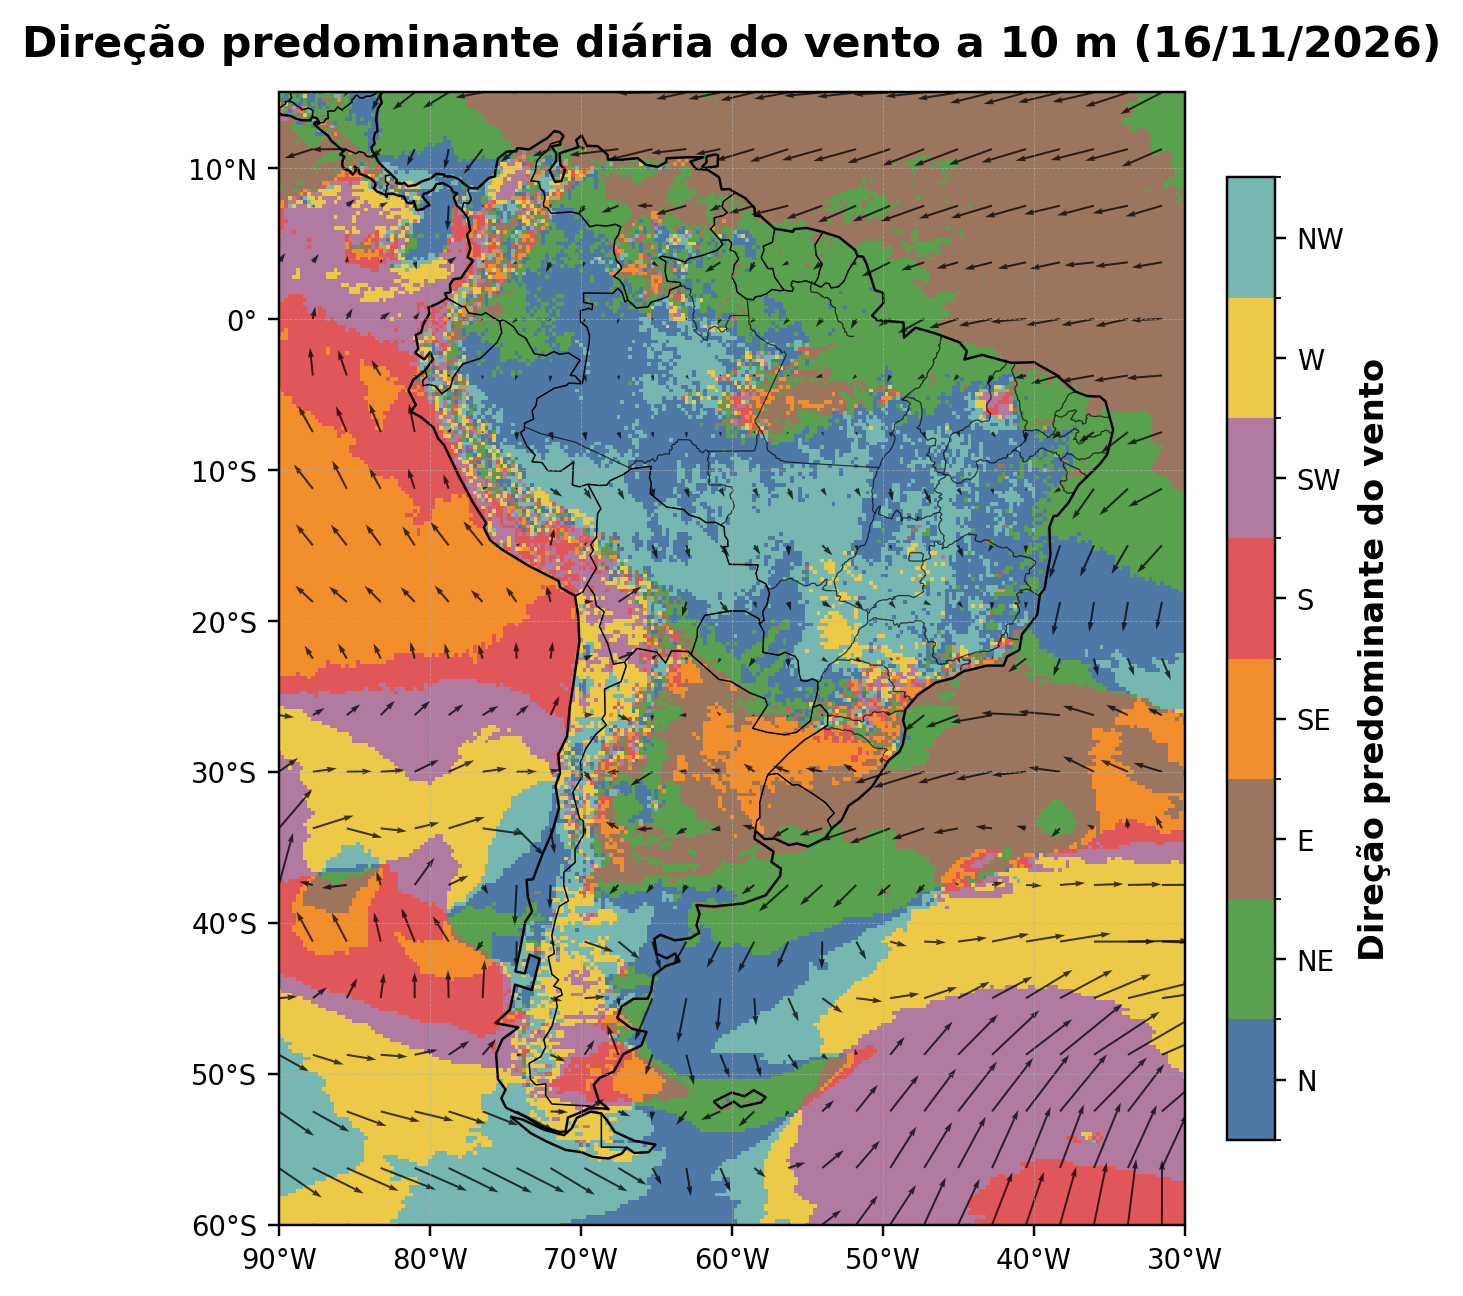 Direção predominante diária do vento a 10 m (16/11/2026)
10°N
0°
10°S
20°S
30°S
40°S
50°S
60°S
90°W
80°W
70°W
60°W
50°W
40°W
30°W
NW
W
SW
S
SE
E
NE
N
Direção predominante do vento